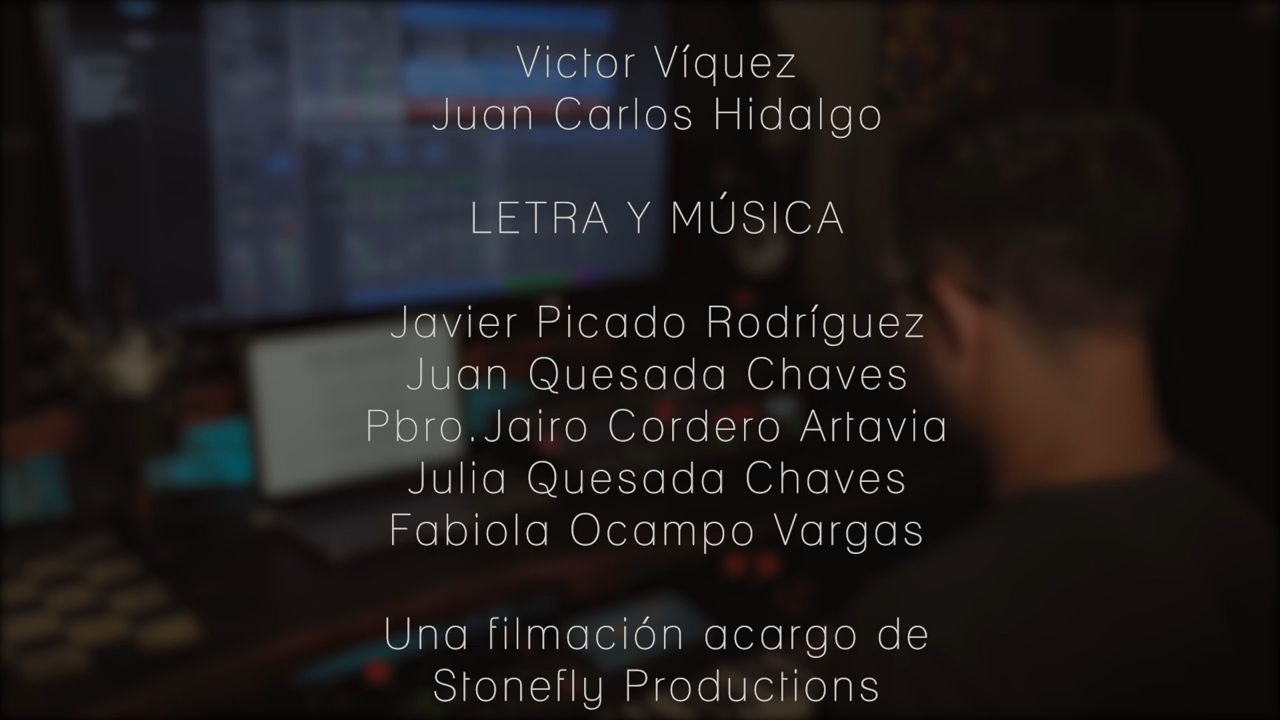 Victor Víquez
Juan Carlos Hidalgo
LETRA Y MÚSICA
Javier Picado Rodríguez
Juan Quesada Chaves
Pbro.Jairo Cordero Artavia
Julia Quesada Chaves
Fabiola Ocampo Vargas
Una filmación acargo de
Stonefly Productions